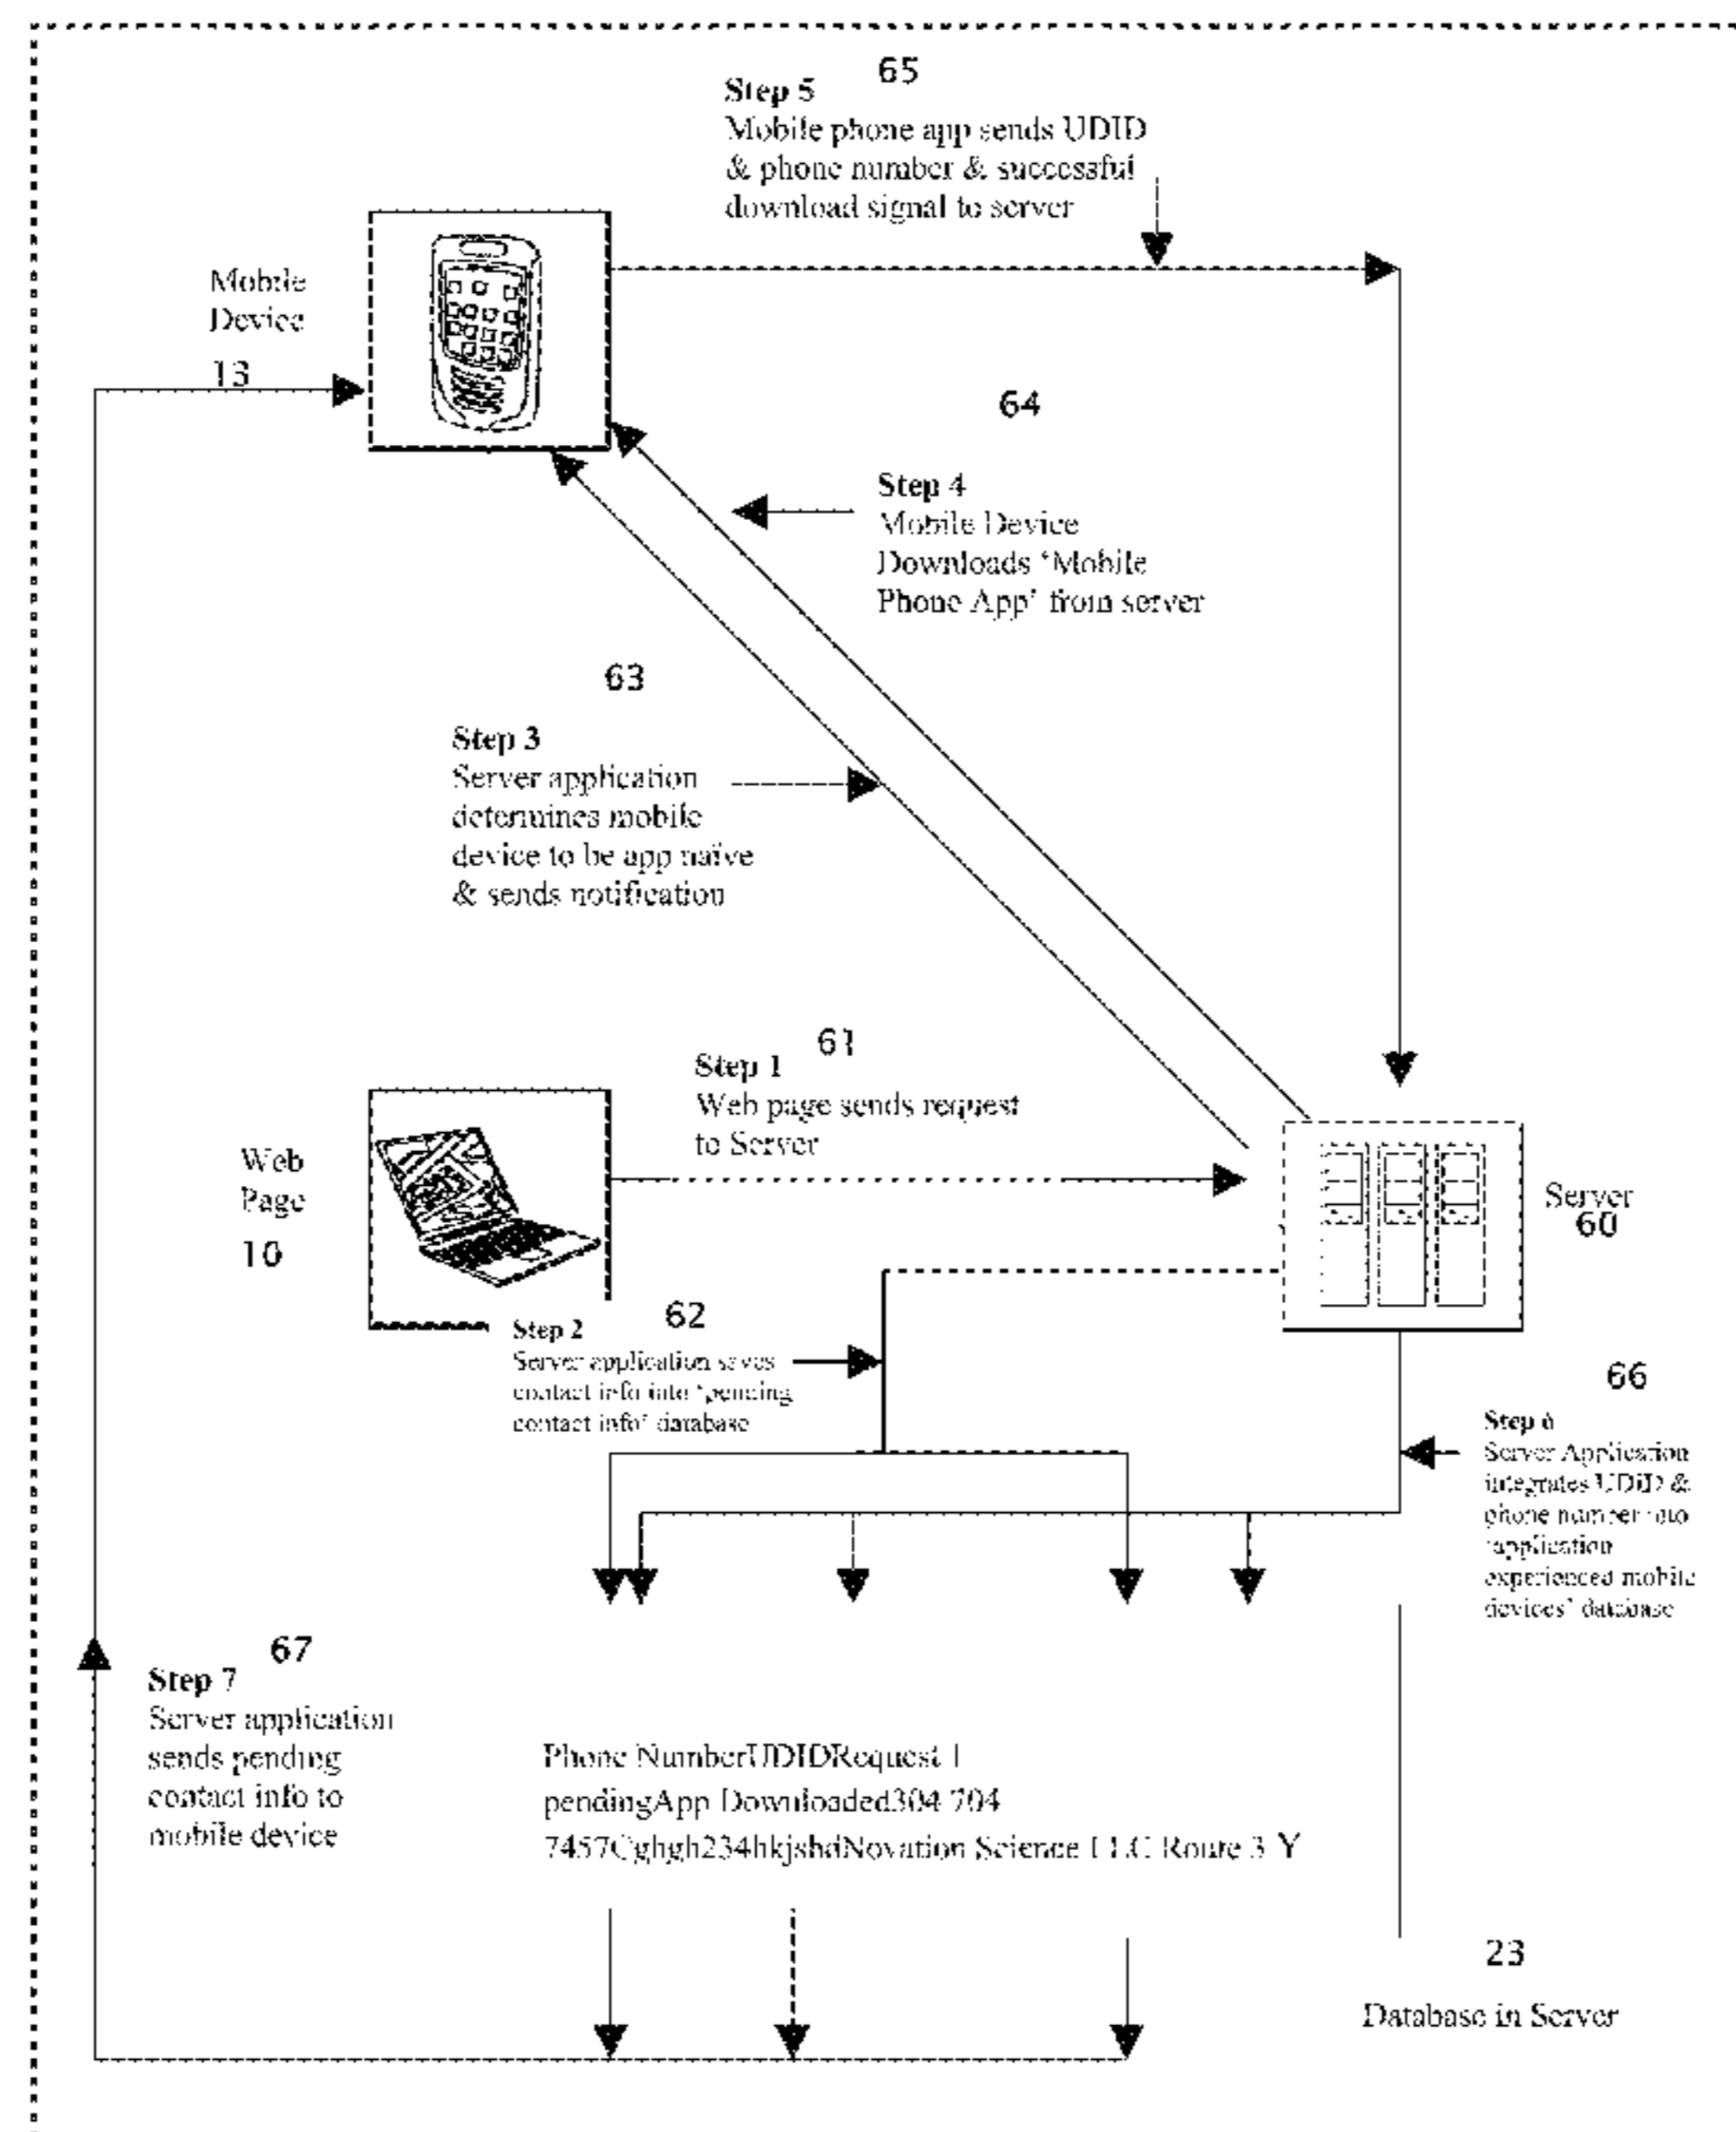 65
Step 5
Mobile phone app sends UDID
& phone number & successful
download signal to server
Mobile
Device
13
64
Step 4
Mobile Device
Downloads ‘Mobile
Phone App’ from server
63
Step 3
Server application
determines mobile
device to be app naïve
& sends notification
61
Step 1
Web page sends request
to Server
Web
Page
10
Server
60
62
Step 2
Server application saves
contact info into ‘pending
contact info’ database
66
Step 6
Server Application
integrates UDID &
phone number into
‘application
experienced mobile
devices’ database
67
Step 7
Server application
sends pending
contact info to
mobile device
Phone NumberUDIDRequest 1
pendingApp Downloaded304 704
7457Cghgh234hkjshdNovation Science LLC Route 3 Y
23
Database in Server